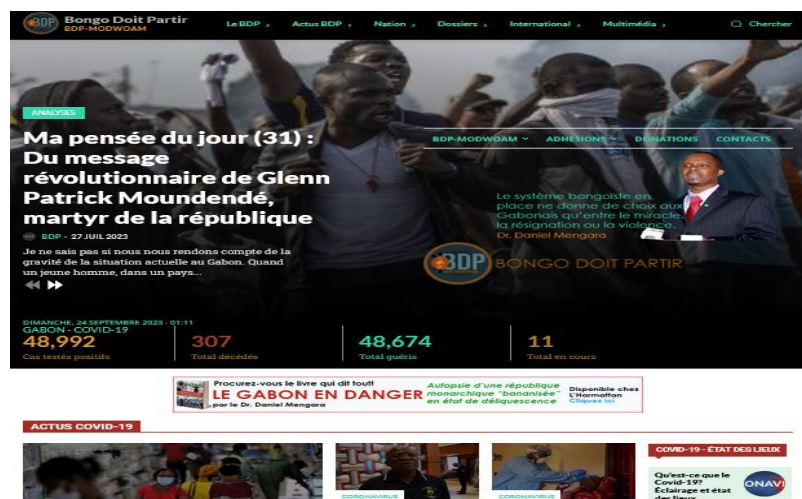 Bongo Doit Partir
BDP-MODWOAM
Le BDP
Actus BDP
Nation
Dossiers
International
Multimédia
Chercher
ANALYSES
Ma pensée du jour (31) :
Du message
révolutionnaire de Glenn
Patrick Moundendé,
martyr de la république
BDP - 27 JUIL 2023
Je ne sais pas si nous nous rendons compte de la
gravité de la situation actuelle au Gabon. Quand
un jeune homme, dans un pays...
BDP-MODWOAM
ADHÉSIONS
DONATIONS
CONTACTS
Le système bongoïste en
place ne donne de choix aux
Gabonais qu'entre le miracle,
la résignation ou la violence.
Dr. Daniel Mengara
BDP
BONGO DOIT PARTIR
DIMANCHE, 24 SEPTEMBRE 2023 - 01:11
GABON - COVID-19
48,992
Cas testés positifs
307
Total décédés
48,674
Total guéris
11
Total en cours
Procurez-vous le livre qui dit tout!
LE GABON EN DANGER
par le Dr. Daniel Mengara
Autopsie d'une république
monarchique "bananisée"
en état de déliquescence
Disponible chez
L'Harmattan
Cliquez ici
ACTUS COVID-19
CORONAVIRUS
CORONAVIRUS
COVID-19 - ÉTAT DES LIEUX
Qu'est-ce que le
Covid-19?
Éclairage et état
des lieux
ONAVI